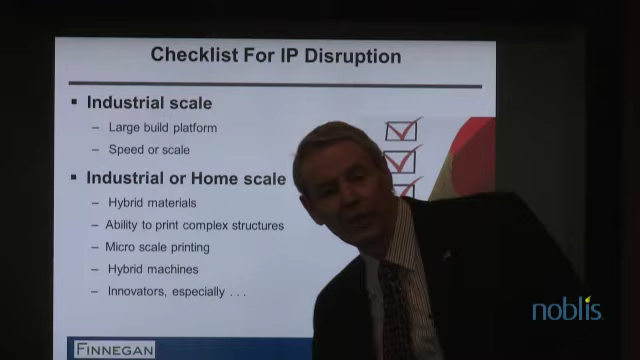 Checklist For IP Disruption
▪ Industrial scale
– Large build platform
– Speed or scale
▪ Industrial or Home scale
– Hybrid materials
– Ability to print complex structures
– Micro scale printing
– Hybrid machines
– Innovators, especially . . .
FINNEGAN
noblis